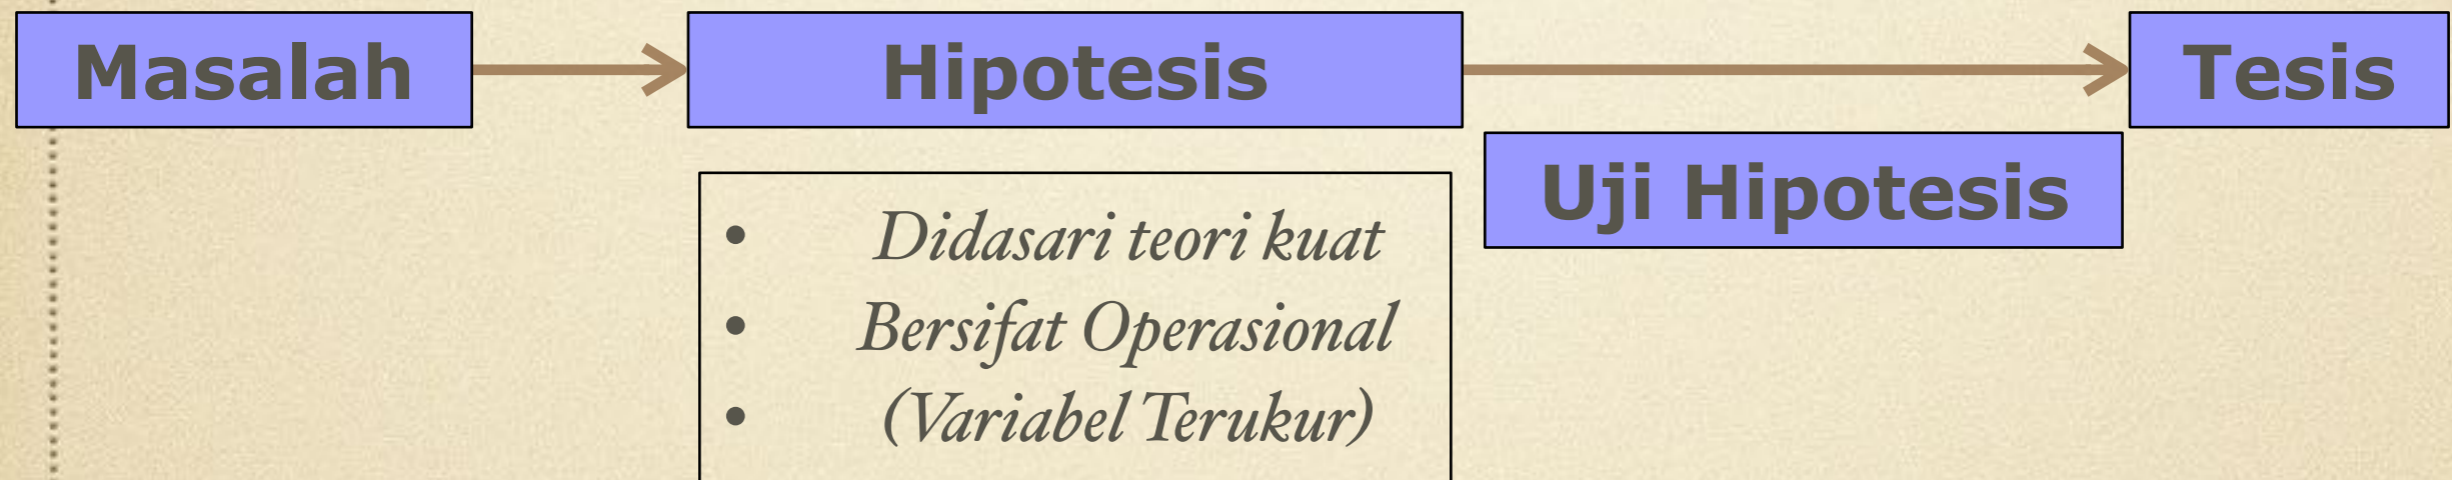 Masalah
Hipotesis
Tesis
Uji Hipotesis
• Didasari teori kuat
• Bersifat Operasional
• (Variabel Terukur)